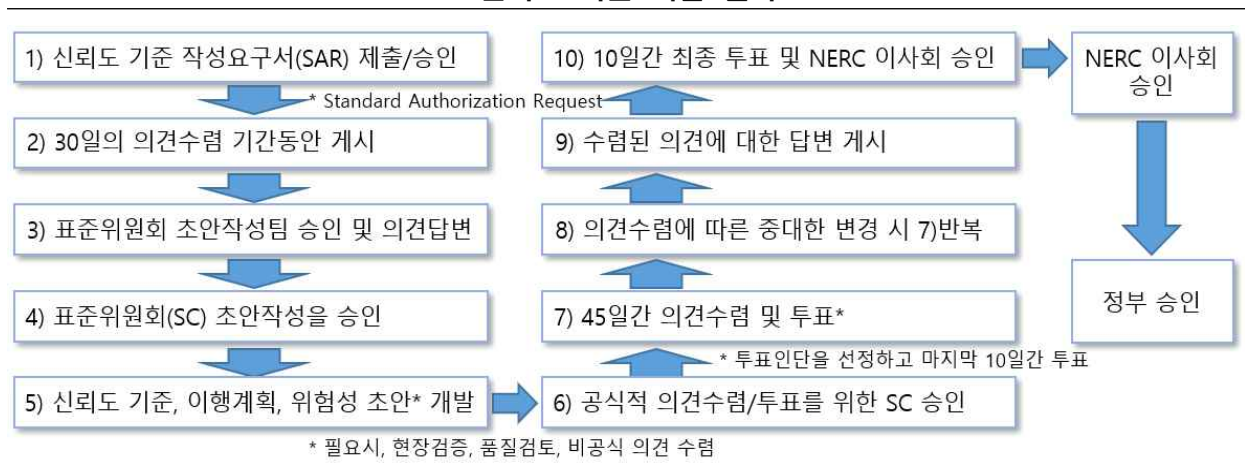 1) 신뢰도 기준 작성요구서(SAR) 제출/승인
* Standard Authorization Request
2) 30일의 의견수렴 기간동안 게시
3) 표준위원회 초안작성팀 승인 및 의견답변
4) 표준위원회(SC) 초안작성을 승인
5) 신뢰도 기준, 이행계획, 위험성 초안* 개발
* 필요시, 현장검증, 품질검토, 비공식 의견 수렴
6) 공식적 의견수렴/투표를 위한 SC 승인
* 투표인단을 선정하고 마지막 10일간 투표
7) 45일간 의견수렴 및 투표*
8) 의견수렴에 따른 중대한 변경 시 7)반복
9) 수렴된 의견에 대한 답변 게시
10) 10일간 최종 투표 및 NERC 이사회 승인
NERC 이사회
승인
정부 승인